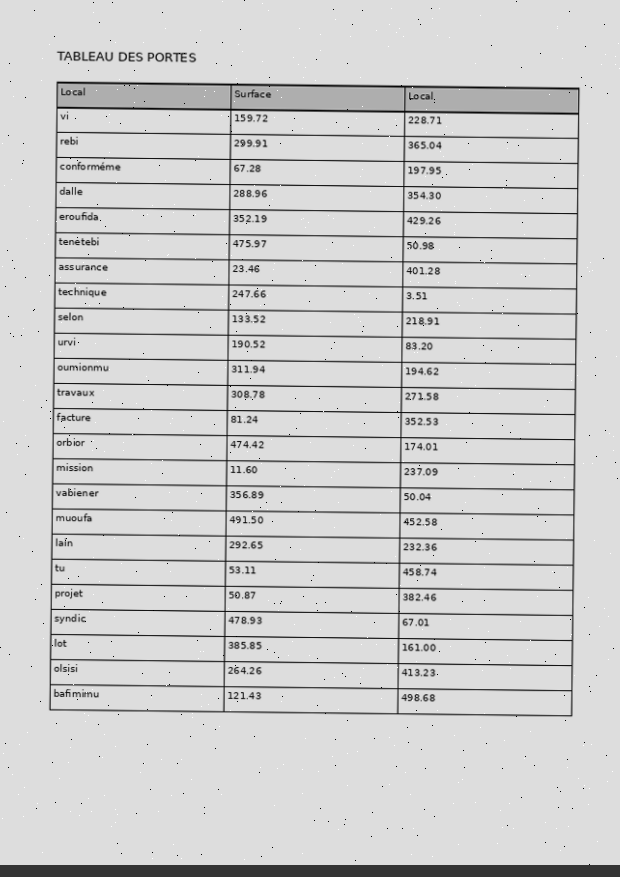 TABLEAU DES PORTES
Local Surface Local
vi 159.72 228.71
rebi 299.91 365.04
conforméme 67.28 197.95
dalle 288.96 354.30
eroufida 352.19 429.26
tenètebi 475.97 50.98
assurance 23.46 401.28
technique 247.66 3.51
selon 133.52 218.91
urvi 190.52 83.20
oumionmu 311.94 194.62
travaux 308.78 271.58
facture 81.24 352.53
orbior 474.42 174.01
mission 11.60 237.09
vabiener 356.89 50.04
muoufa 491.50 452.58
laín 292.65 232.36
tu 53.11 458.74
projet 50.87 382.46
syndic 478.93 67.01
lot 385.85 161.00
olsisi 264.26 413.23
bafimimu 121.43 498.68